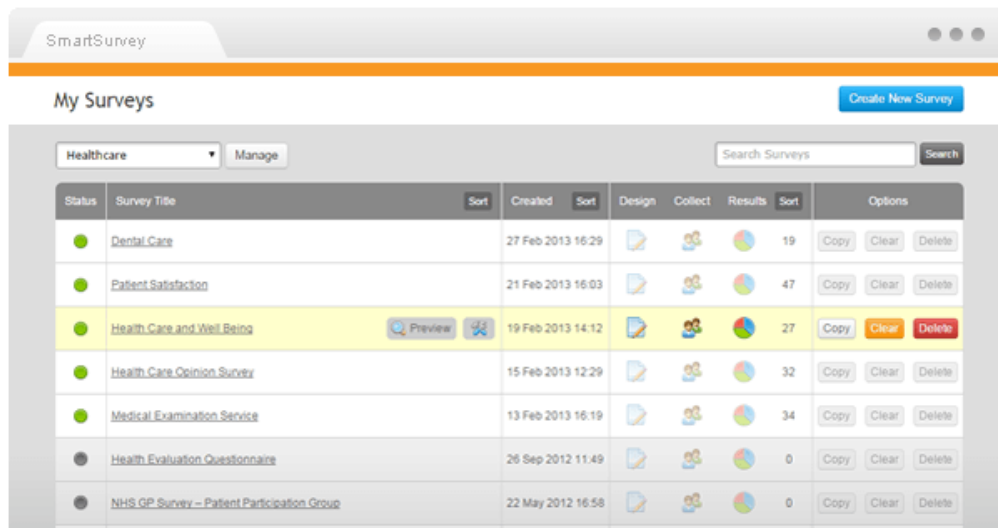 SmartSurvey
My Surveys
Create New Survey
Healthcare Manage Search Surveys Search
Status Survey Title Sort Created Sort Design Collect Results Sort Options
Dental Care 27 Feb 2013 16:29 19 Copy Clear Delete
Patient Satisfaction 21 Feb 2013 16:03 47 Copy Clear Delete
Health Care and Well Being Preview 19 Feb 2013 14:12 27 Copy Clear Delete
Health Care Opinion Survey 15 Feb 2013 12:29 32 Copy Clear Delete
Medical Examination Service 13 Feb 2013 16:19 34 Copy Clear Delete
Health Evaluation Questionnaire 26 Sep 2012 11:49 0 Copy Clear Delete
NHS GP Survey – Patient Participation Group 22 May 2012 16:58 0 Copy Clear Delete